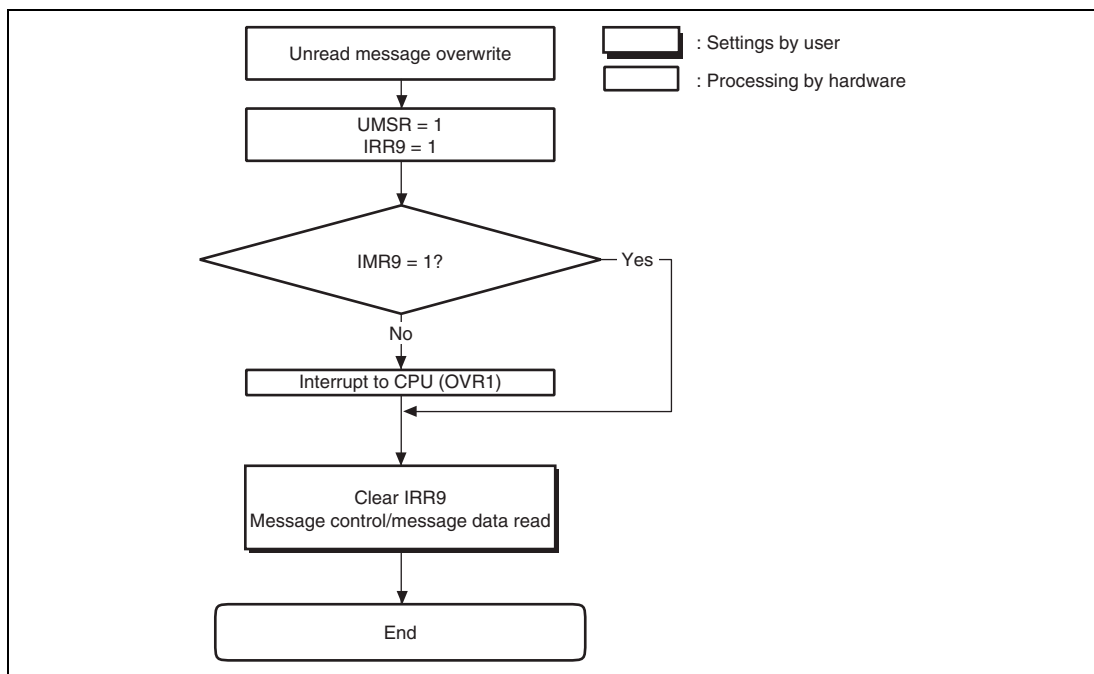 Unread message overwrite
: Settings by user
: Processing by hardware
UMSR = 1
IRR9 = 1
IMR9 = 1?
Yes
No
Interrupt to CPU (OVR1)
Clear IRR9
Message control/message data read
End